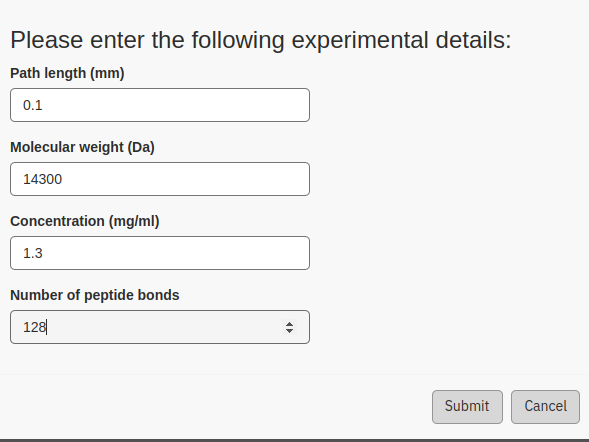 Please enter the following experimental details:
Path length (mm)
0.1
Molecular weight (Da)
14300
Concentration (mg/ml)
1.3
Number of peptide bonds
128
Submit Cancel